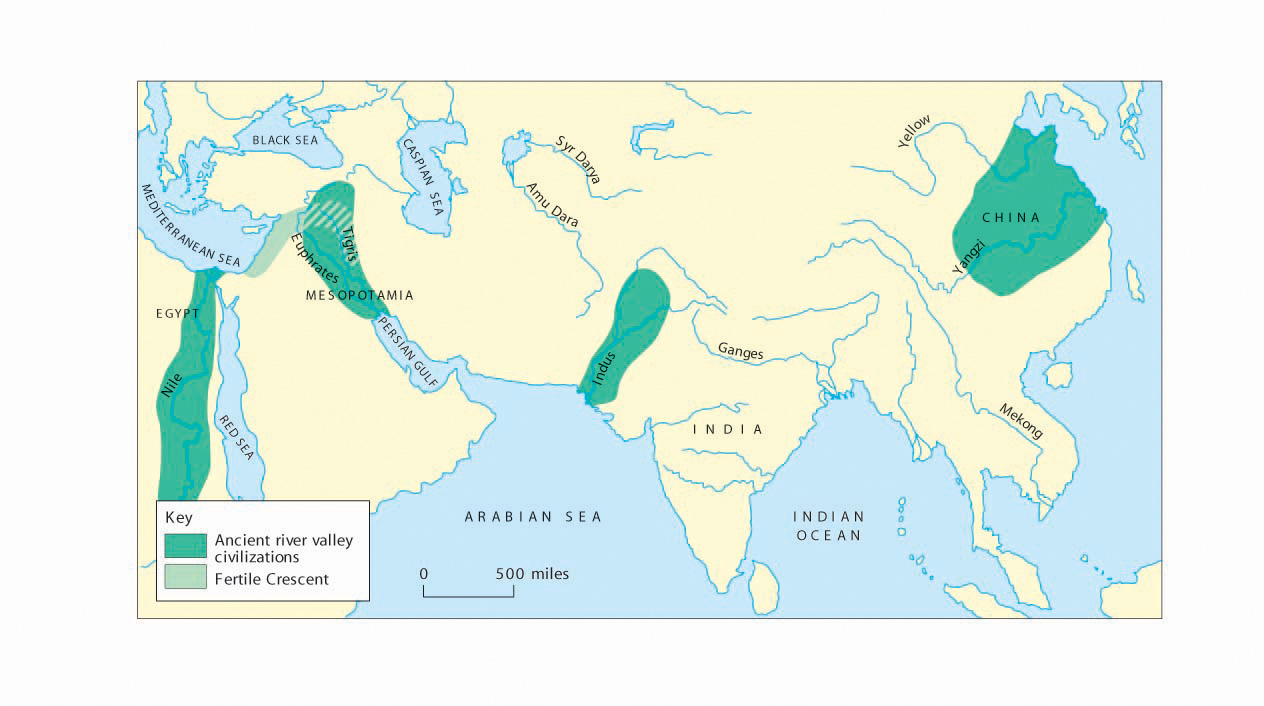 BLACK SEA
CASPIAN SEA
Syr Darya
Amu Dara
Yellow
MEDITERRANEAN SEA
CHINA
Yangzi
Tigris
Euphrates
MESOPOTAMIA
EGYPT
PERSIAN GULF
Nile
Indus
Ganges
RED SEA
INDIA
Mekong
ARABIAN SEA
INDIAN
OCEAN
Key
Ancient river valley
civilizations
Fertile Crescent
0 500 miles